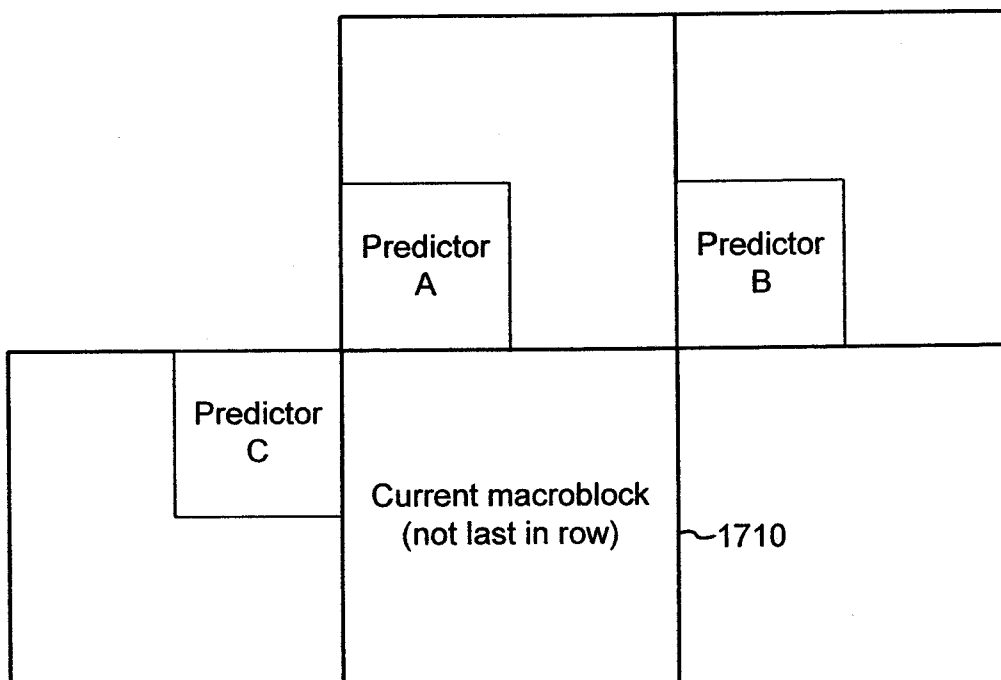 Predictor
A
Predictor
B
Predictor
C
Current macroblock
(not last in row)
1710